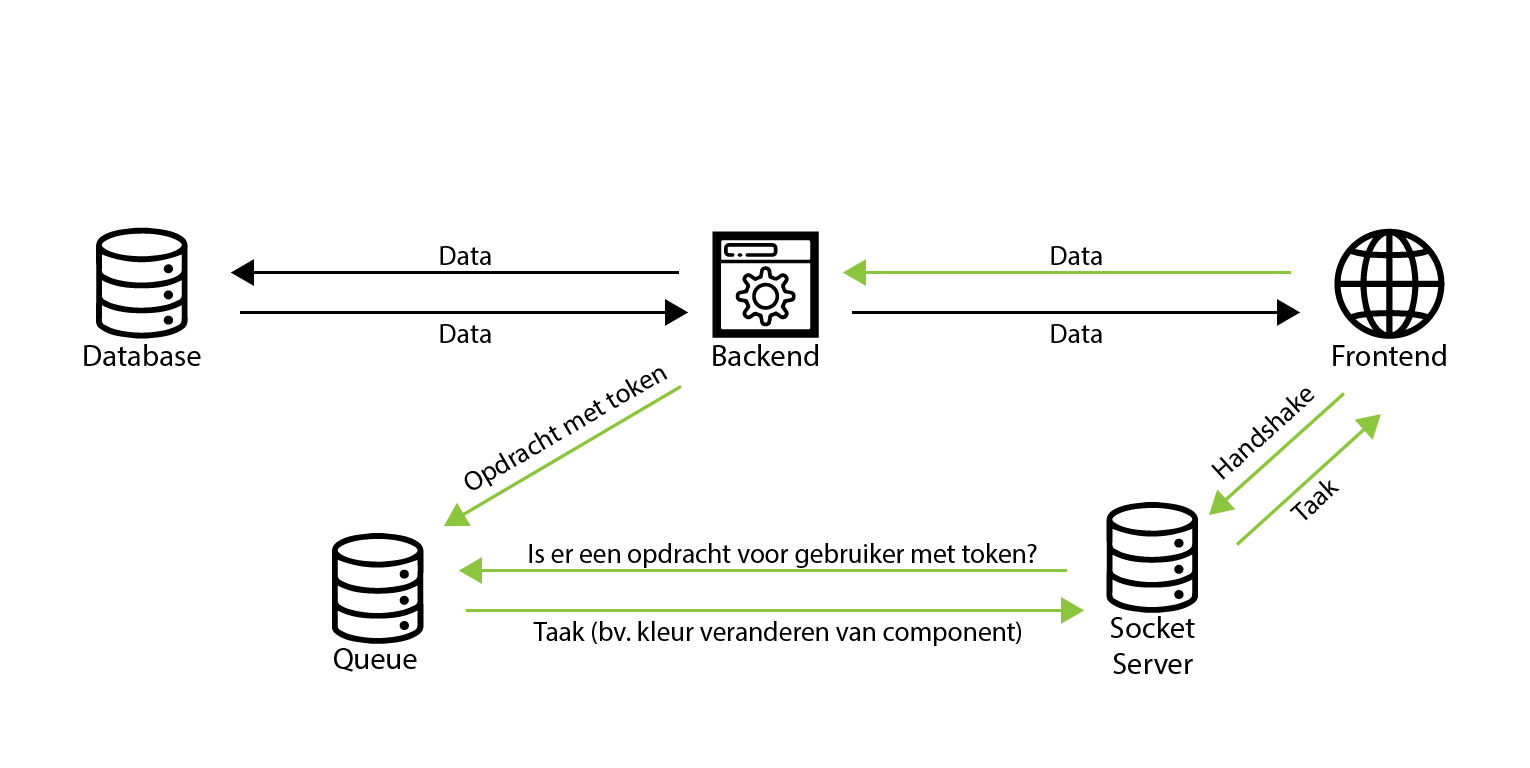 Data
Data
Data
Data
Database
Backend
Frontend
Opdracht met token
Handshake
Taak
Is er een opdracht voor gebruiker met token?
Taak (bv. kleur veranderen van component)
Queue
Socket
Server